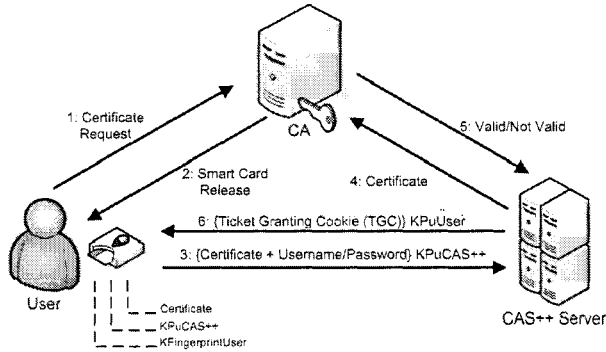 CA
1: Certificate
Request
5: Valid/Not Valid
2: Smart Card
Release
4: Certificate
6: {Ticket Granting Cookie (TGC)} KPuUser
3: {Certificate + Username/Password} KPuCAS++
User
CAS++ Server
Certificate
KPuCAS++
KFingerprintUser